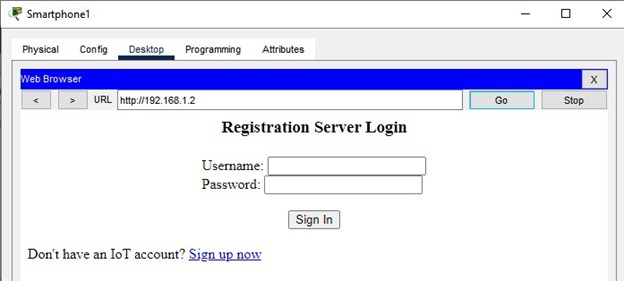 Smartphone1
Physical Config Desktop Programming Attributes
Web Browser X
< > URL http://192.168.1.2 Go Stop
Registration Server Login
Username:
Password:
Sign In
Don't have an IoT account? Sign up now